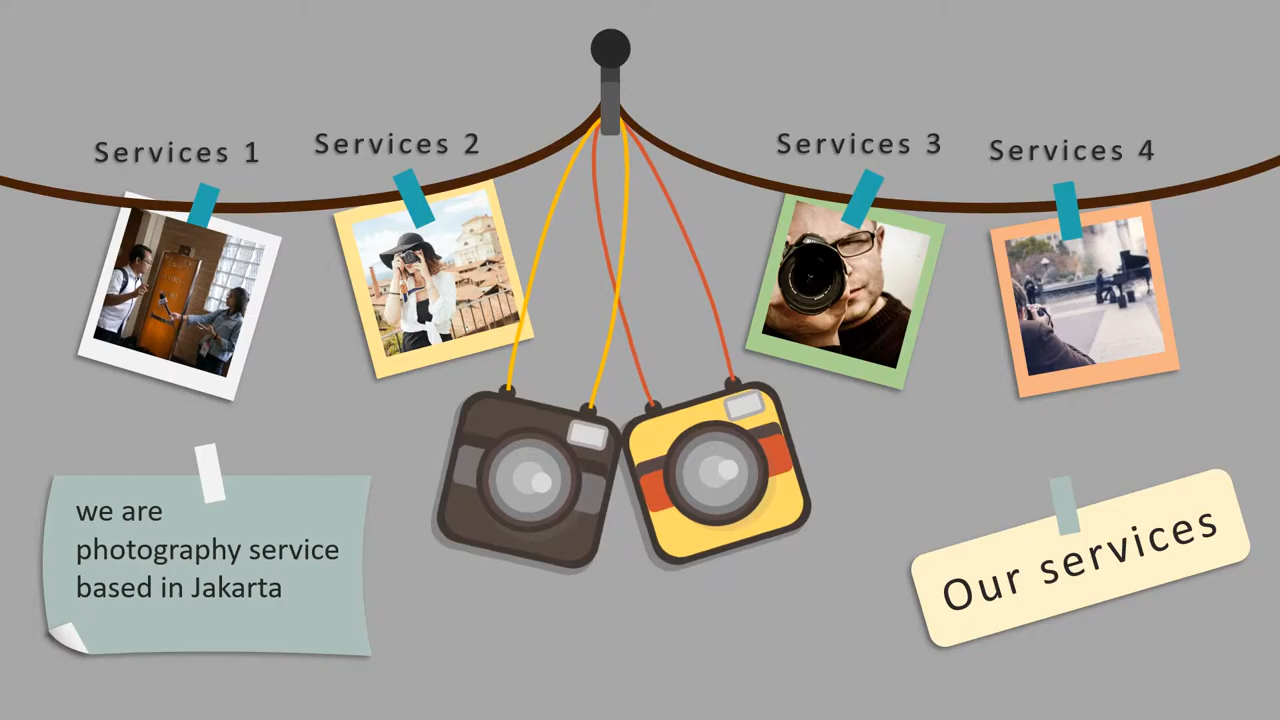 Services 1
Services 2
Services 3
Services 4
we are
photography service
based in Jakarta
Our services